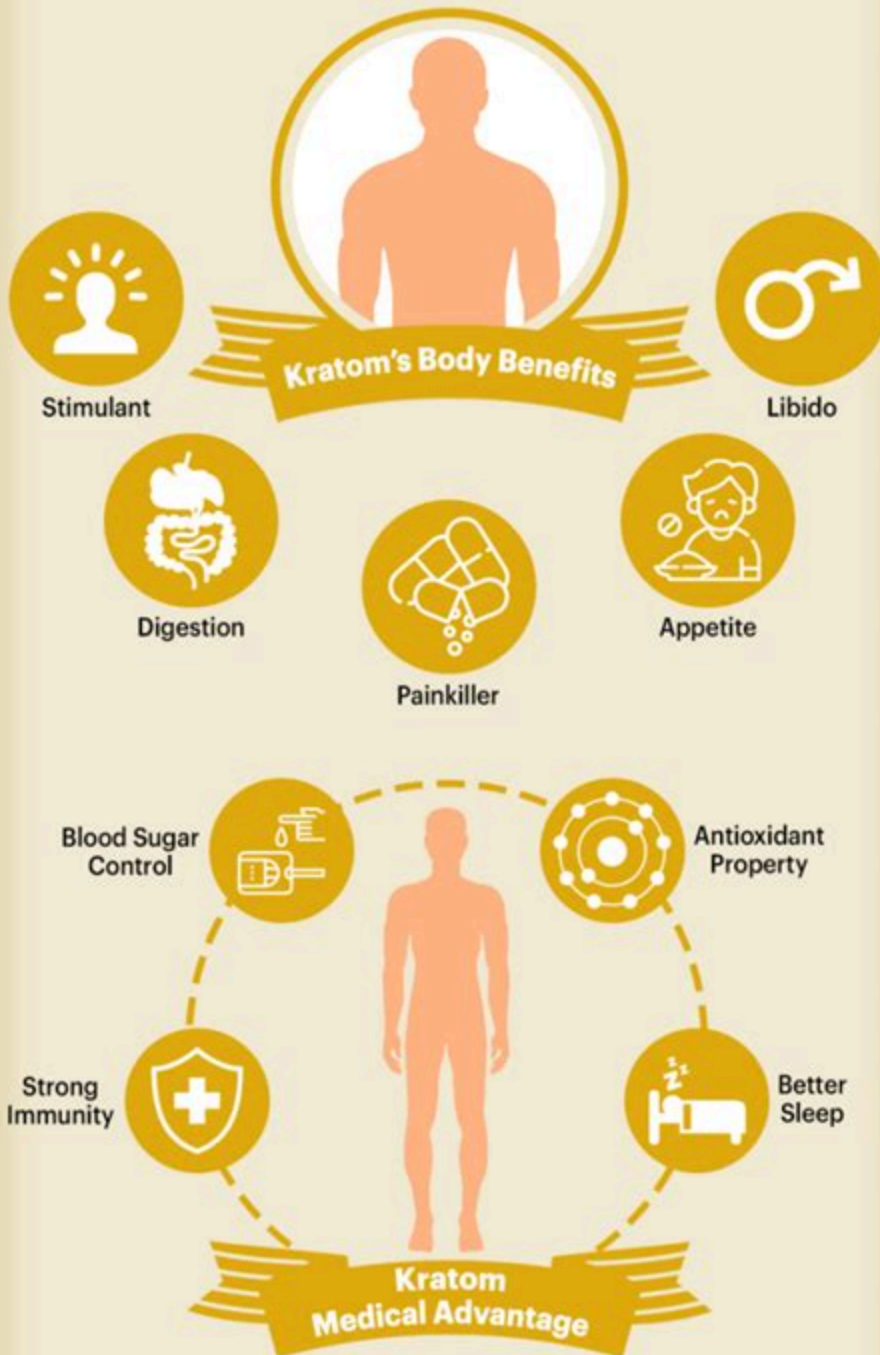 Kratom's Body Benefits
Stimulant
Libido
Digestion
Appetite
Painkiller
Blood Sugar
Control
Antioxidant
Property
Strong
Immunity
Better
Sleep
Kratom
Medical Advantage